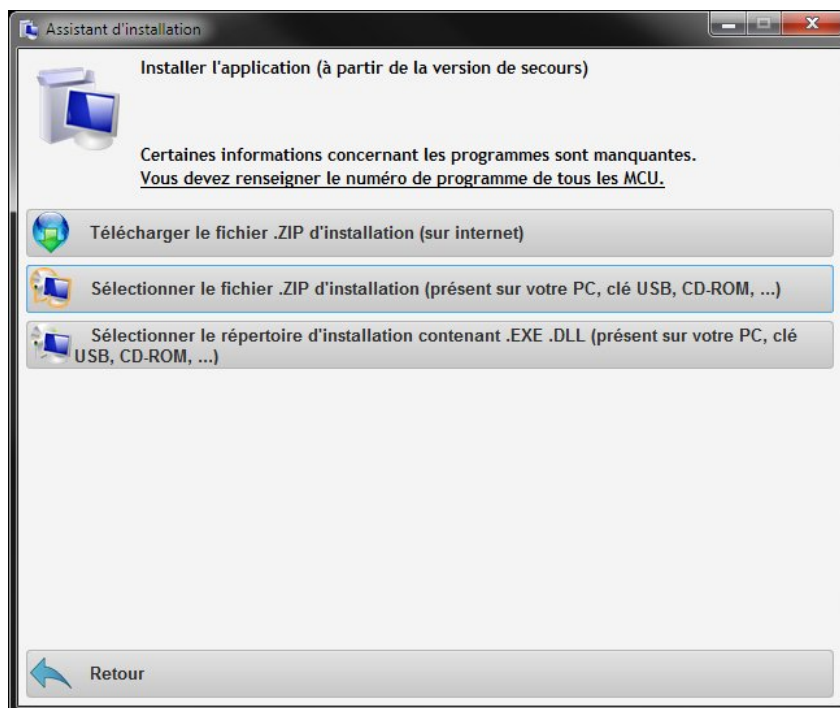 Assistant d'installation
Installer l'application (à partir de la version de secours)
Certaines informations concernant les programmes sont manquantes.
Vous devez renseigner le numéro de programme de tous les MCU.
Télécharger le fichier .ZIP d'installation (sur internet)
Sélectionner le fichier .ZIP d'installation (présent sur votre PC, clé USB, CD-ROM, ...)
Sélectionner le répertoire d'installation contenant .EXE .DLL (présent sur votre PC, clé
USB, CD-ROM, ...)
Retour